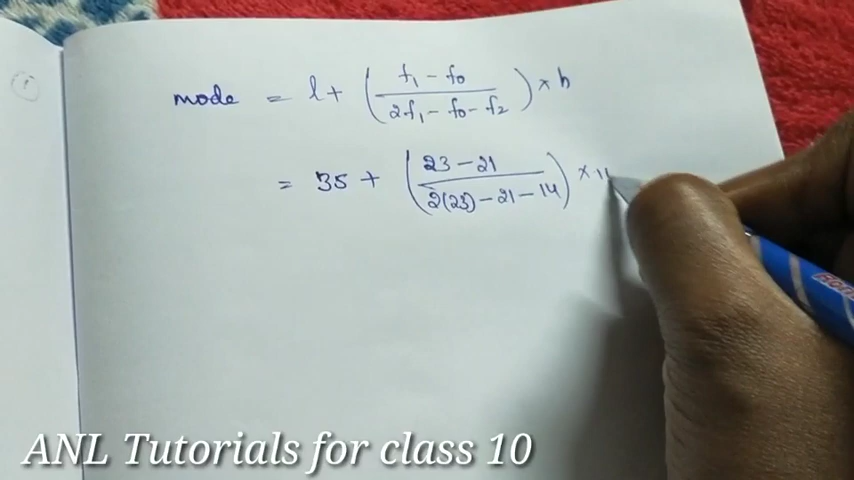 mode = l + ( f₁ - f₀ / 2f₁ - f₀ - f₂ ) × h
= 35 + ( 23 - 21 / 2(23) - 21 - 14 ) ×
ANL Tutorials for class 10